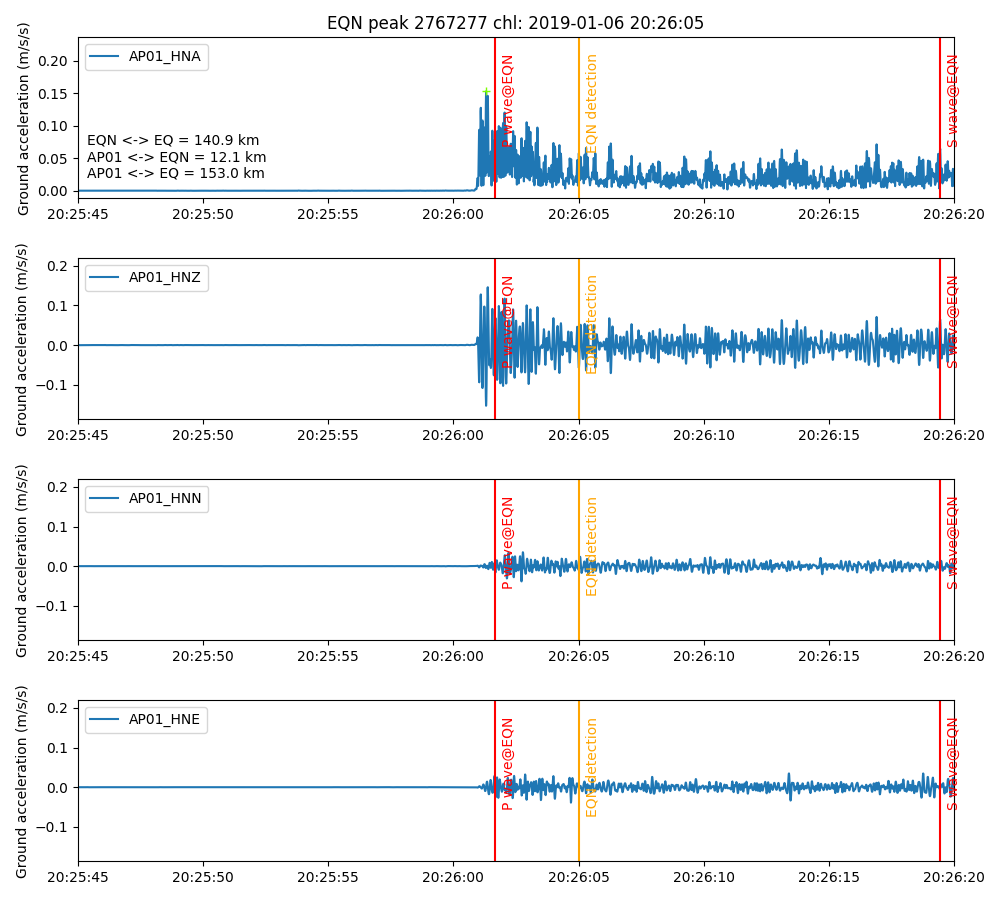 EQN peak 2767277 chl: 2019-01-06 20:26:05
Ground acceleration (m/s/s)
AP01_HNA
0.20
0.15
0.10
0.05
0.00
EQN <-> EQ = 140.9 km
AP01 <-> EQN = 12.1 km
AP01 <-> EQ = 153.0 km
P wave@EQN
EQN detection
S wave@EQN
20:25:45 20:25:50 20:25:55 20:26:00 20:26:05 20:26:10 20:26:15 20:26:20
Ground acceleration (m/s/s)
AP01_HNZ
0.2
0.1
0.0
−0.1
P wave@EQN
EQN detection
S wave@EQN
20:25:45 20:25:50 20:25:55 20:26:00 20:26:05 20:26:10 20:26:15 20:26:20
Ground acceleration (m/s/s)
AP01_HNN
0.2
0.1
0.0
−0.1
P wave@EQN
EQN detection
S wave@EQN
20:25:45 20:25:50 20:25:55 20:26:00 20:26:05 20:26:10 20:26:15 20:26:20
Ground acceleration (m/s/s)
AP01_HNE
0.2
0.1
0.0
−0.1
P wave@EQN
EQN detection
S wave@EQN
20:25:45 20:25:50 20:25:55 20:26:00 20:26:05 20:26:10 20:26:15 20:26:20